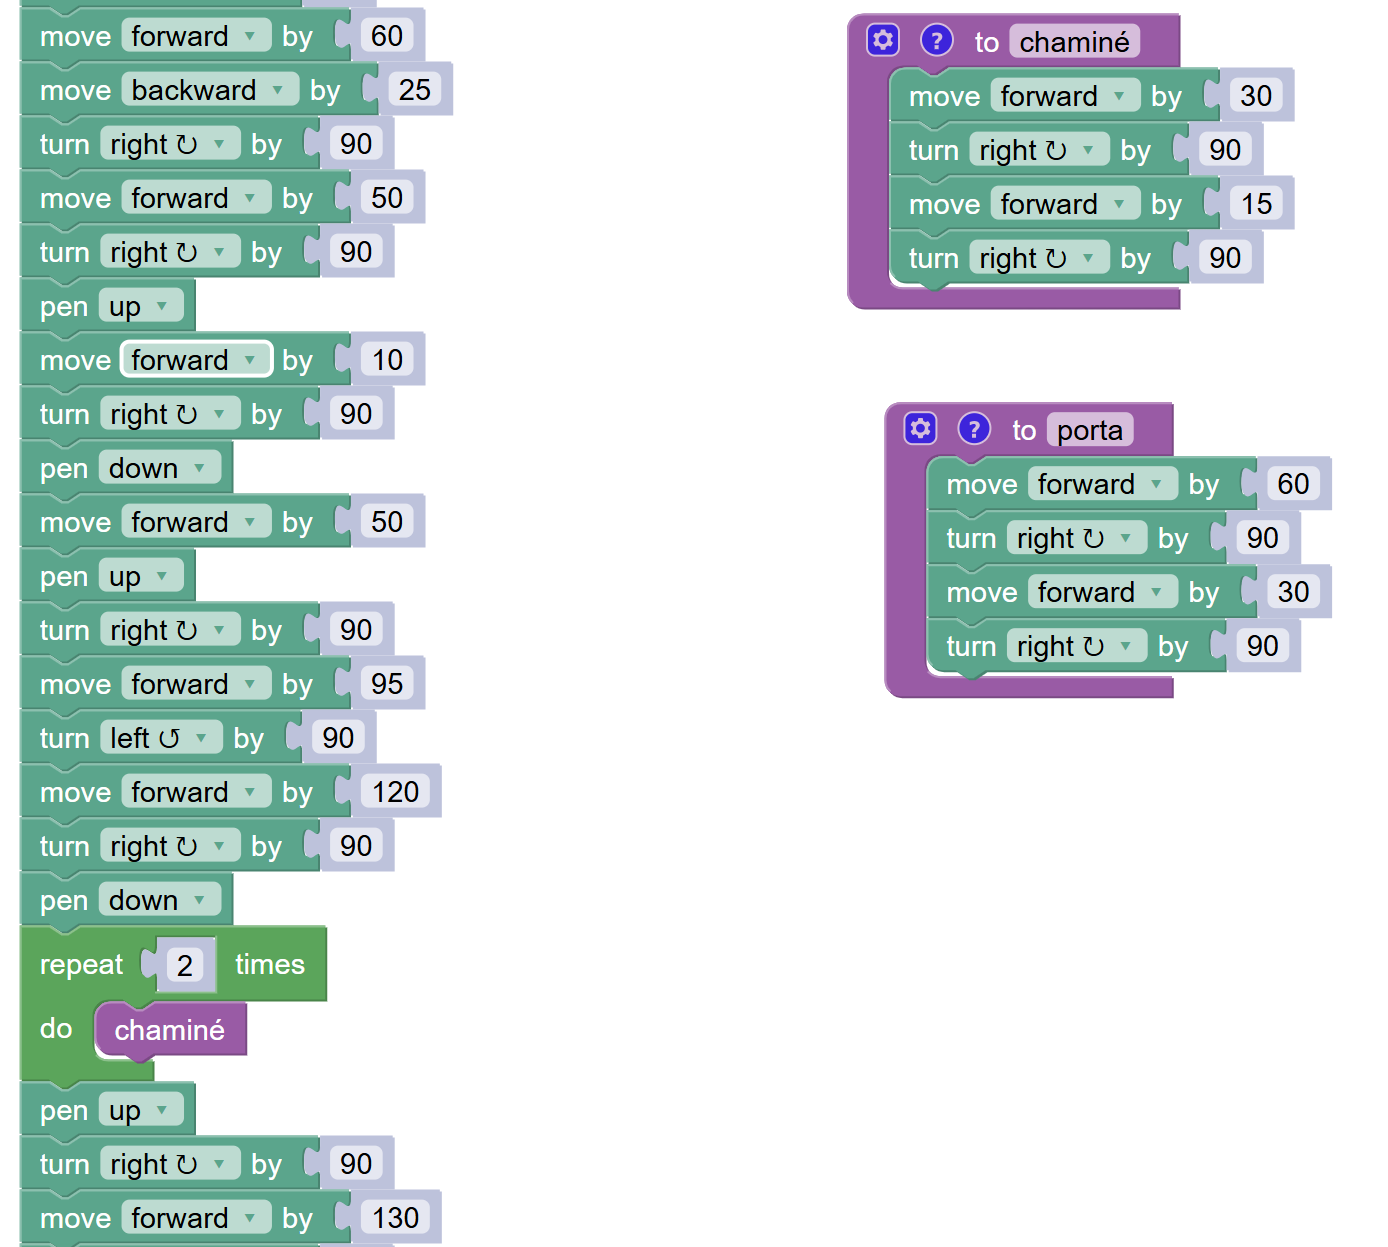 move forward ▾ by 60
move backward ▾ by 25
turn right ↻ ▾ by 90
move forward ▾ by 50
turn right ↻ ▾ by 90
pen up ▾
move forward ▾ by 10
turn right ↻ ▾ by 90
pen down ▾
move forward ▾ by 50
pen up ▾
turn right ↻ ▾ by 90
move forward ▾ by 95
turn left ↺ ▾ by 90
move forward ▾ by 120
turn right ↻ ▾ by 90
pen down ▾
repeat 2 times
do chaminé
pen up ▾
turn right ↻ ▾ by 90
move forward ▾ by 130
? to chaminé
move forward ▾ by 30
turn right ↻ ▾ by 90
move forward ▾ by 15
turn right ↻ ▾ by 90
? to porta
move forward ▾ by 60
turn right ↻ ▾ by 90
move forward ▾ by 30
turn right ↻ ▾ by 90